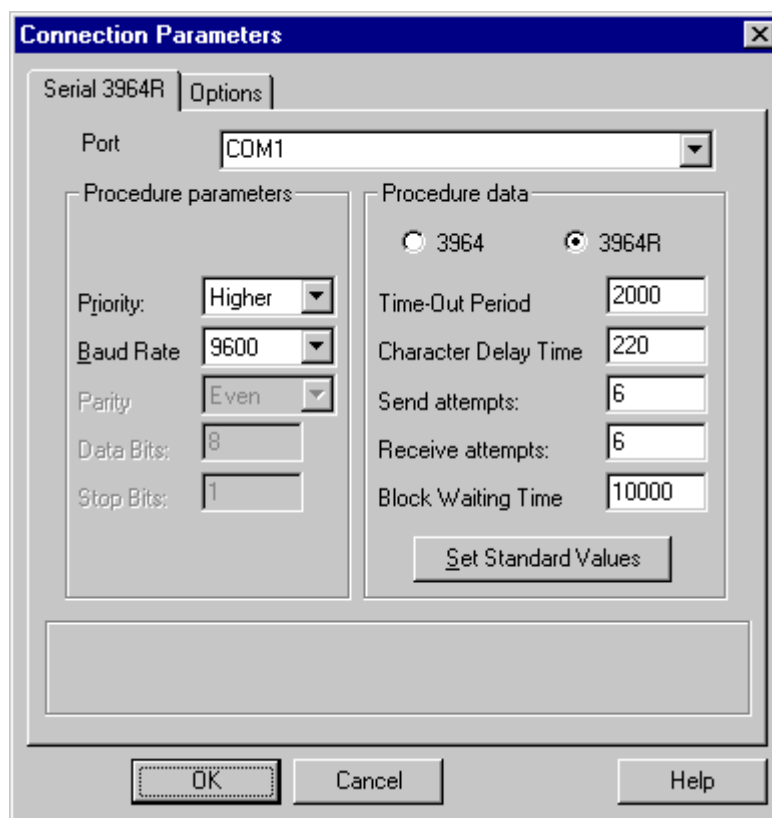 Connection Parameters
Serial 3964R
Options
Port
COM1
Procedure parameters
Priority:
Higher
Baud Rate
9600
Parity
Even
Data Bits:
8
Stop Bits:
1
Procedure data
3964
3964R
Time-Out Period
2000
Character Delay Time
220
Send attempts:
6
Receive attempts:
6
Block Waiting Time
10000
Set Standard Values
OK
Cancel
Help